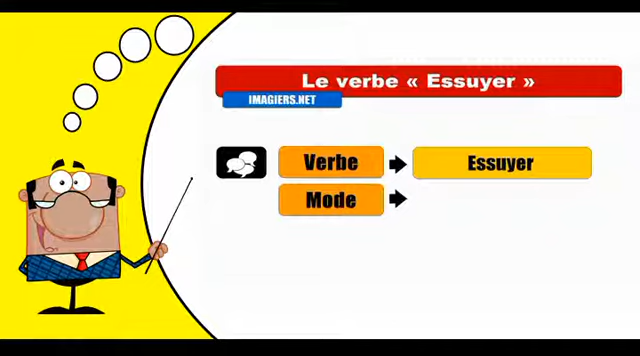 Le verbe « Essuyer »
IMAGIERS.NET
Verbe
Essuyer
Mode